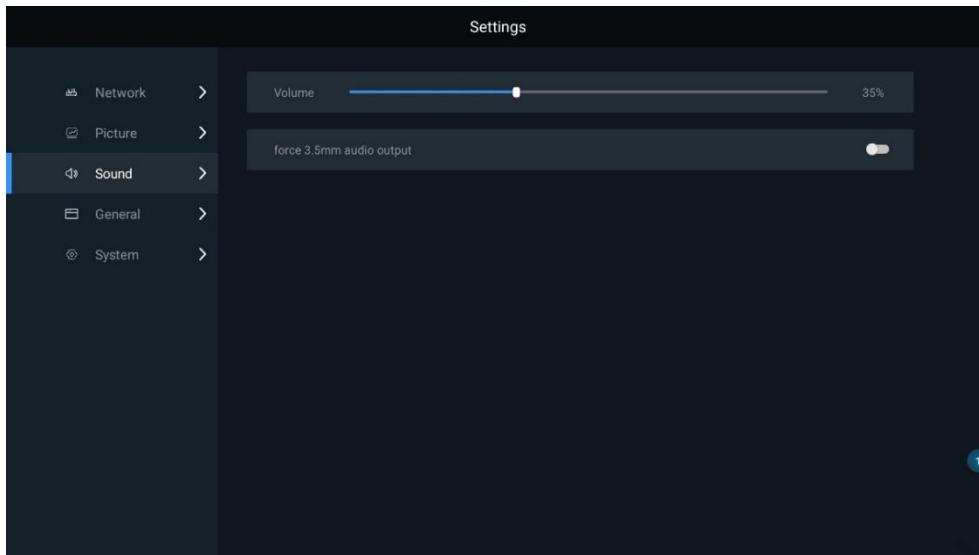 Settings
Network
Picture
Sound
General
System
Volume 35%
force 3.5mm audio output